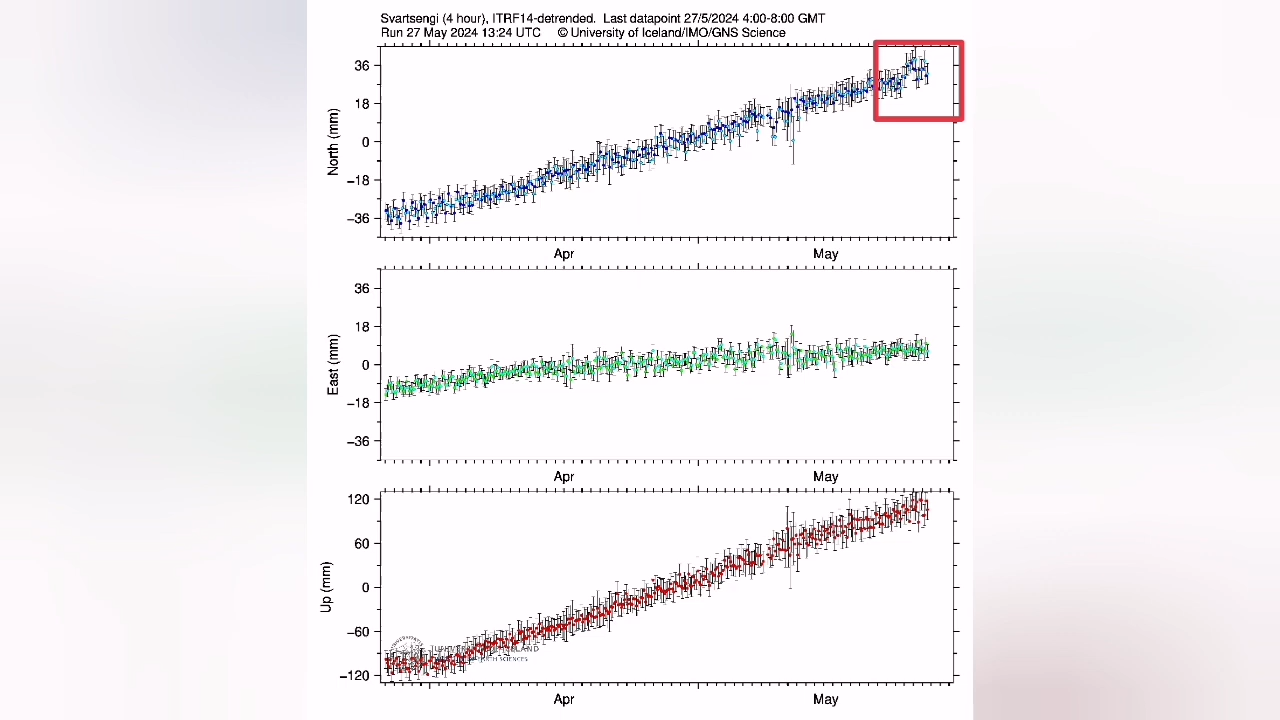 Svartsengi (4 hour), ITRF14-detrended. Last datapoint 27/5/2024 4:00-8:00 GMT
Run 27 May 2024 13:24 UTC © University of Iceland/IMO/GNS Science
36
18
0
−18
−36
North (mm)
Apr May
36
18
0
−18
−36
East (mm)
Apr May
120
60
0
−60
−120
Up (mm)
Apr May